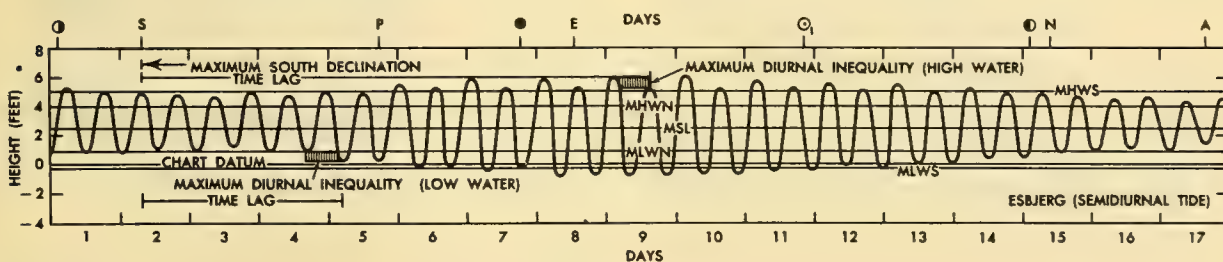 S P E DAYS ⊙₁ N A
8
MAXIMUM SOUTH DECLINATION
TIME LAG
MAXIMUM DIURNAL INEQUALITY (HIGH WATER)
6
MHWS
MHWN
4
MSL
2
MLWN
CHART DATUM
0
MLWS
MAXIMUM DIURNAL INEQUALITY (LOW WATER)
-2
TIME LAG
ESBJERG (SEMIDIURNAL TIDE)
-4
HEIGHT (FEET)
1 2 3 4 5 6 7 8 9 10 11 12 13 14 15 16 17
DAYS